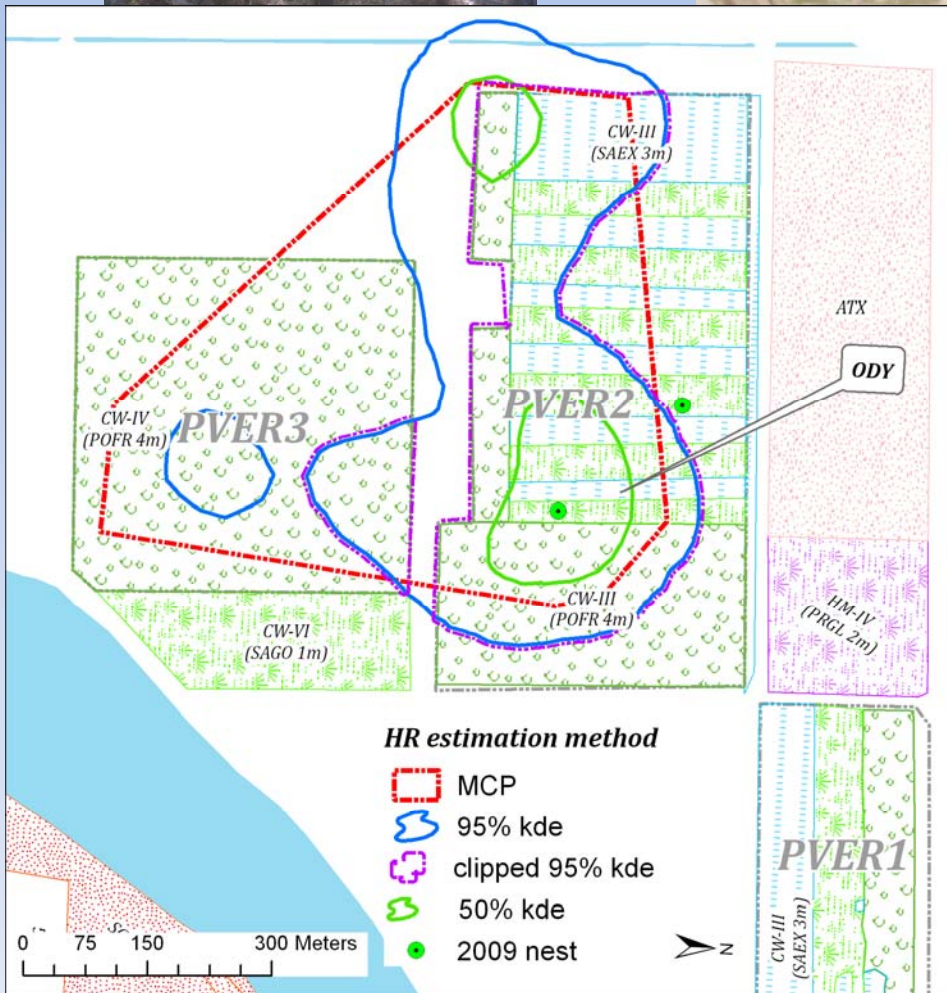 CW-III
(SAEX 3m)
ATX
ODY
PVER2
PVER3
CW-IV
(POFR 4m)
CW-III
(POFR 4m)
CW-VI
(SAGO 1m)
HM-IV
(PRGL 2m)
HR estimation method
MCP
95% kde
clipped 95% kde
50% kde
2009 nest
PVER1
CW-III
(SAEX 3m)
0 75 150 300 Meters
N